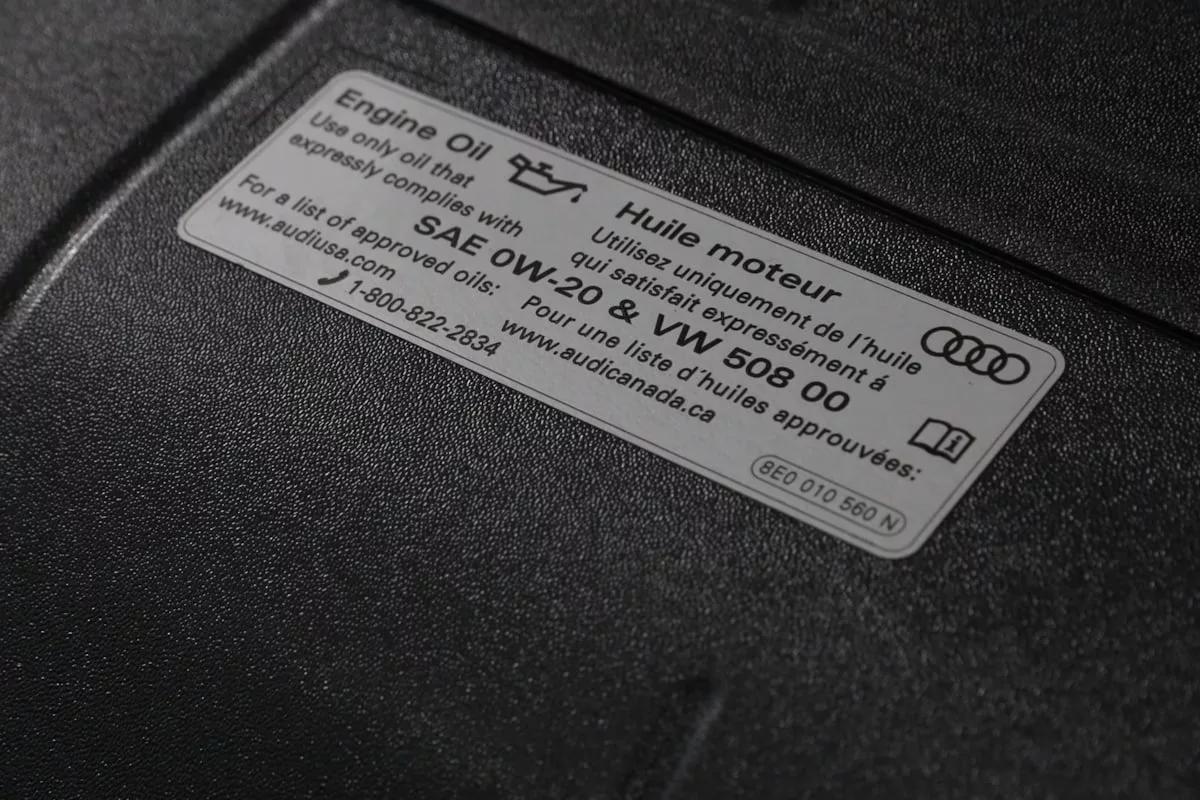 Engine Oil
Use only oil that
expressly complies with
Huile moteur
Utilisez uniquement de l´huile
qui satisfait expressément á
SAE 0W-20 & VW 508 00
For a list of approved oils:
www.audiusa.com
1-800-822-2834
Pour une liste d´huiles approuvées:
www.audicanada.ca
i
8E0 010 560 N